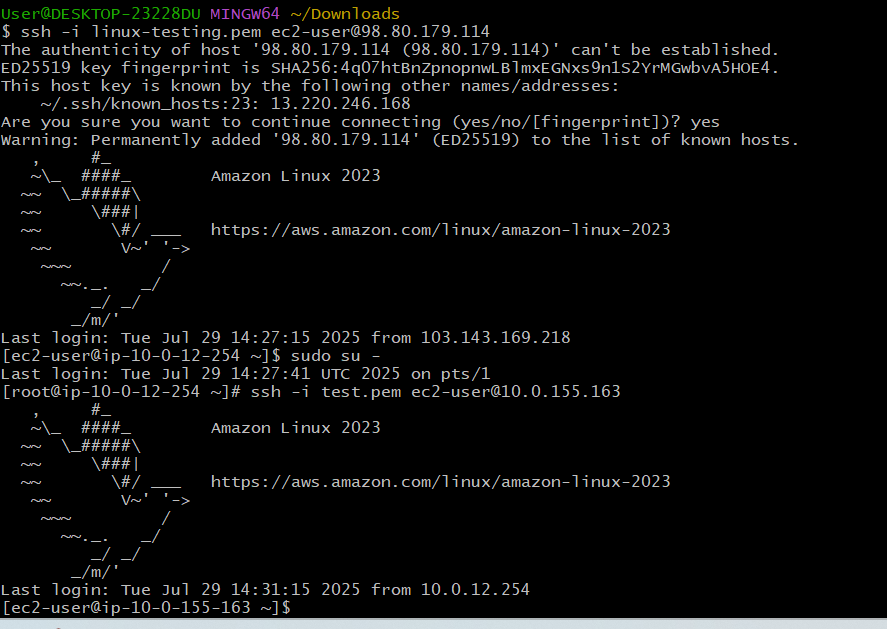 User@DESKTOP-23228DU MINGW64 ~/Downloads
$ ssh -i linux-testing.pem ec2-user@98.80.179.114
The authenticity of host '98.80.179.114 (98.80.179.114)' can't be established.
ED25519 key fingerprint is SHA256:4qO7htBnZpnopnwLBlmxEGNxs9n1S2YrMGwbvA5HOE4.
This host key is known by the following other names/addresses:
    ~/.ssh/known_hosts:23: 13.220.246.168
Are you sure you want to continue connecting (yes/no/[fingerprint])? yes
Warning: Permanently added '98.80.179.114' (ED25519) to the list of known hosts.
   ,     #_
   ~\_  ####_        Amazon Linux 2023
  ~~  \_#####\
  ~~     \###|
  ~~       \#/ ___   https://aws.amazon.com/linux/amazon-linux-2023
   ~~       V~' '->
    ~~~         /
      ~~._.   _/
         _/ _/
       _/m/'
Last login: Tue Jul 29 14:27:15 2025 from 103.143.169.218
[ec2-user@ip-10-0-12-254 ~]$ sudo su -
Last login: Tue Jul 29 14:27:41 UTC 2025 on pts/1
[root@ip-10-0-12-254 ~]# ssh -i test.pem ec2-user@10.0.155.163
   ,     #_
   ~\_  ####_        Amazon Linux 2023
  ~~  \_#####\
  ~~     \###|
  ~~       \#/ ___   https://aws.amazon.com/linux/amazon-linux-2023
   ~~       V~' '->
    ~~~         /
      ~~._.   _/
         _/ _/
       _/m/'
Last login: Tue Jul 29 14:31:15 2025 from 10.0.12.254
[ec2-user@ip-10-0-155-163 ~]$